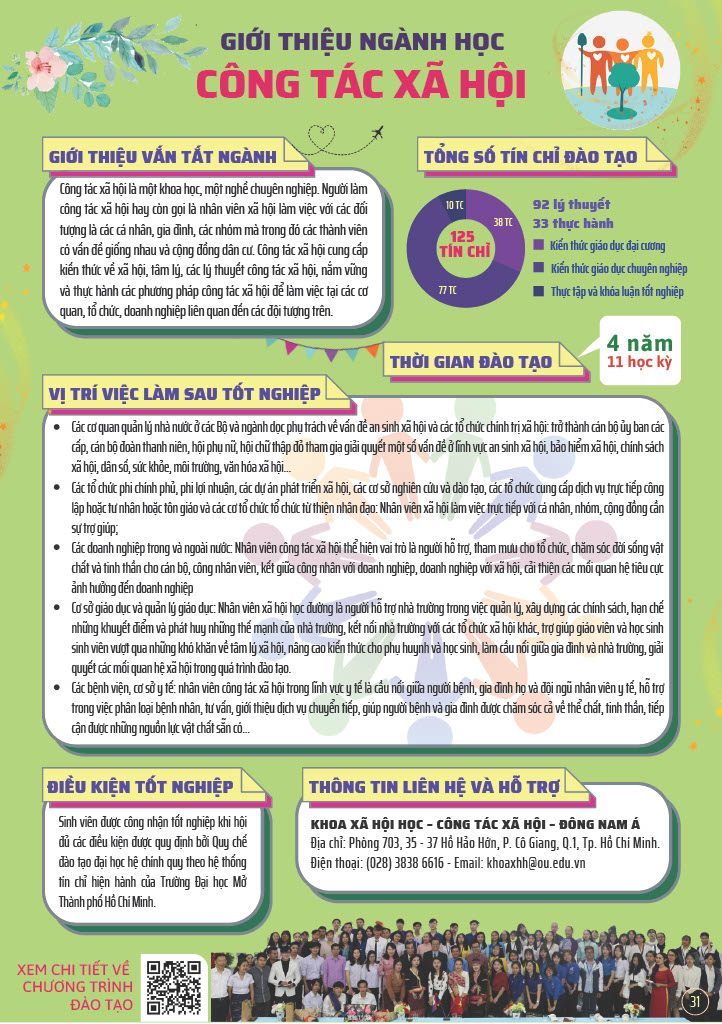 GIỚI THIỆU NGÀNH HỌC
CÔNG TÁC XÃ HỘI
GIỚI THIỆU VẮN TẮT NGÀNH
Công tác xã hội là một khoa học, một nghề chuyên nghiệp. Người làm
công tác xã hội hay còn gọi là nhân viên xã hội làm việc với các đối
tượng là các cá nhân, gia đình, các nhóm mà trong đó các thành viên
có vấn đề giống nhau và cộng đồng dân cư. Công tác xã hội cung cấp
kiến thức về xã hội, tâm lý, các lý thuyết công tác xã hội, nắm vững
và thực hành các phương pháp công tác xã hội để làm việc tại các cơ
quan, tổ chức, doanh nghiệp liên quan đến các đội tượng trên.
TỔNG SỐ TÍN CHỈ ĐÀO TẠO
10 TC
38 TC
125
TÍN CHỈ
77 TC
92 lý thuyết
33 thực hành
Kiến thức giáo dục đại cương
Kiến thức giáo dục chuyên nghiệp
Thực tập và khóa luận tốt nghiệp
THỜI GIAN ĐÀO TẠO
4 năm
11 học kỳ
VỊ TRÍ VIỆC LÀM SAU TỐT NGHIỆP
• Các cơ quan quản lý nhà nước ở các Bộ và ngành dọc phụ trách về vấn đề an sinh xã hội và các tổ chức chính trị xã hội: trở thành cán bộ ủy ban các
cấp, cán bộ đoàn thanh niên, hội phụ nữ, hội chữ thập đỏ tham gia giải quyết một số vấn đề ở lĩnh vực an sinh xã hội, bảo hiểm xã hội, chính sách
xã hội, dân số, sức khỏe, môi trường, văn hóa xã hội...
• Các tổ chức phi chính phủ, phi lợi nhuận, các dự án phát triển xã hội, các cơ sở nghiên cứu và đào tạo, các tổ chức cung cấp dịch vụ trực tiếp công
lập hoặc tư nhân hoặc tôn giáo và các cơ tổ chức tổ chức từ thiện nhân đạo: Nhân viên xã hội làm việc trực tiếp với cá nhân, nhóm, cộng đồng cần
sự trợ giúp;
• Các doanh nghiệp trong và ngoài nước: Nhân viên công tác xã hội thể hiện vai trò là người hỗ trợ, tham mưu cho tổ chức, chăm sóc đời sống vật
chất và tinh thần cho cán bộ, công nhân viên, kết giữa công nhân với doanh nghiệp, doanh nghiệp với xã hội, cải thiện các mối quan hệ tiêu cực
ảnh hưởng đến doanh nghiệp
• Cơ sở giáo dục và quản lý giáo dục: Nhân viên xã hội học đường là người hỗ trợ nhà trường trong việc quản lý, xây dựng các chính sách, hạn chế
những khuyết điểm và phát huy những thế mạnh của nhà trường, kết nối nhà trường với các tổ chức xã hội khác, trợ giúp giáo viên và học sinh
sinh viên vượt qua những khó khăn về tâm lý xã hội, nâng cao kiến thức cho phụ huynh và học sinh, làm cầu nối giữa gia đình và nhà trường, giải
quyết các mối quan hệ xã hội trong quá trình đào tạo.
• Các bệnh viện, cơ sở y tế: nhân viên công tác xã hội trong lĩnh vực y tế là cầu nối giữa người bệnh, gia đình họ và đội ngũ nhân viên y tế, hỗ trợ
trong việc phân loại bệnh nhân, tư vấn, giới thiệu dịch vụ chuyển tiếp, giúp người bệnh và gia đình được chăm sóc cả về thể chất, tinh thần, tiếp
cận được những nguồn lực vật chất sẵn có...
ĐIỀU KIỆN TỐT NGHIỆP
Sinh viên được công nhận tốt nghiệp khi hội
đủ các điều kiện được quy định bởi Quy chế
đào tạo đại học hệ chính quy theo hệ thống
tín chỉ hiện hành của Trường Đại học Mở
Thành phố Hồ Chí Minh.
THÔNG TIN LIÊN HỆ VÀ HỖ TRỢ
KHOA XÃ HỘI HỌC – CÔNG TÁC XÃ HỘI – ĐÔNG NAM Á
Địa chỉ: Phòng 703, 35 - 37 Hồ Hảo Hớn, P. Cô Giang, Q.1, Tp. Hồ Chí Minh.
Điện thoại: (028) 3838 6616 - Email: khoaxhh@ou.edu.vn
XEM CHI TIẾT VỀ
CHƯƠNG TRÌNH
ĐÀO TẠO
31